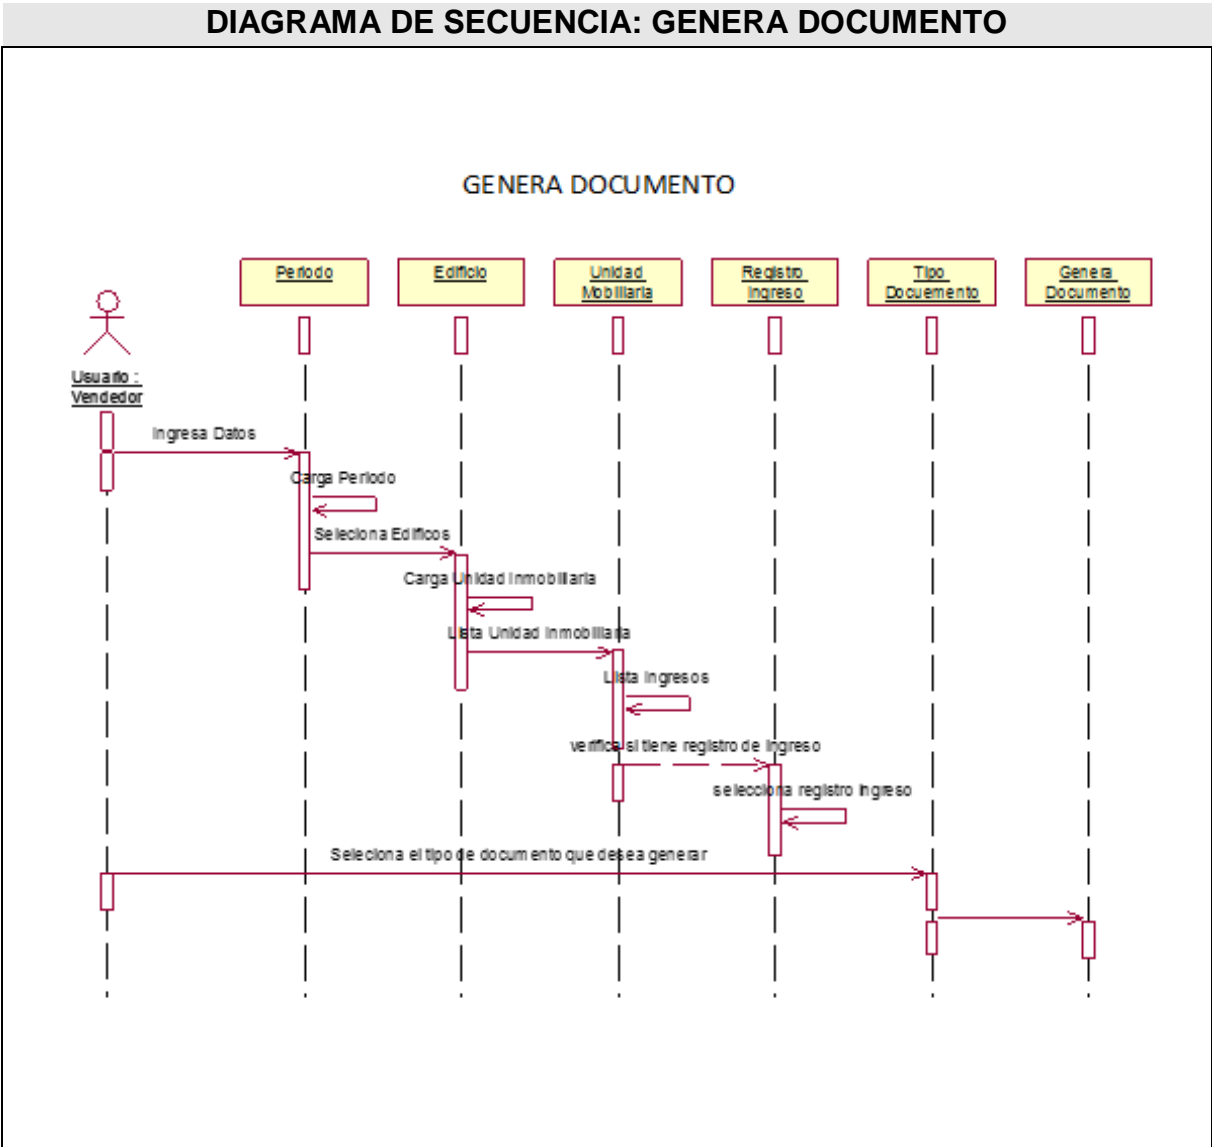 DIAGRAMA DE SECUENCIA: GENERA DOCUMENTO
GENERA DOCUMENTO
Periodo
Edificio
Unidad
Mobiliaria
Registro
Ingreso
Tipo
Docuemento
Genera
Documento
Usuario :
Vendedor
Ingresa Datos
Carga Periodo
Seleciona Edificos
Carga Unidad Inmobiliaria
Lista Unidad Inmobiliaria
Lista Ingresos
verifica si tiene registro de Ingreso
selecciona registro Ingreso
Seleciona el tipo de documento que desea generar